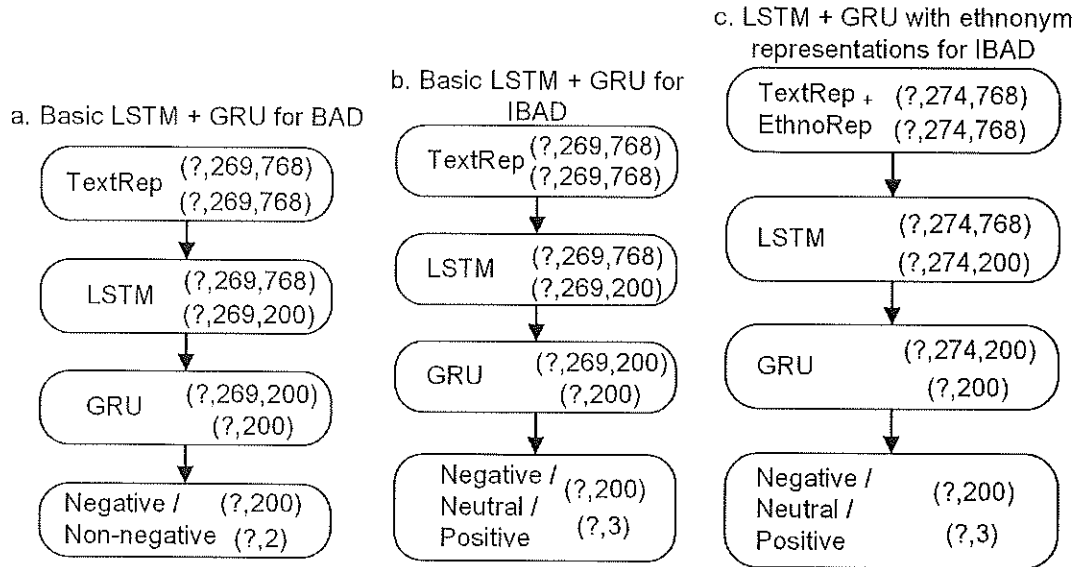 a. Basic LSTM + GRU for BAD
TextRep (?,269,768)
(?,269,768)
LSTM (?,269,768)
(?,269,200)
GRU (?,269,200)
(?,200)
Negative / (?,200)
Non-negative (?,2)
b. Basic LSTM + GRU for
IBAD
TextRep (?,269,768)
(?,269,768)
LSTM (?,269,768)
(?,269,200)
GRU (?,269,200)
(?,200)
Negative /
Neutral / (?,200)
Positive (?,3)
c. LSTM + GRU with ethnonym
representations for IBAD
TextRep + (?,274,768)
EthnoRep (?,274,768)
LSTM (?,274,768)
(?,274,200)
GRU (?,274,200)
(?,200)
Negative /
Neutral / (?,200)
Positive (?,3)